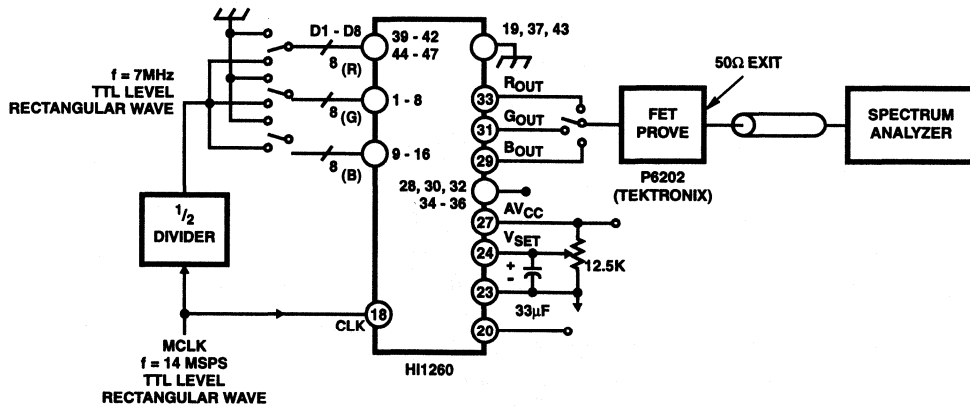 D1 - D8
8 (R)
39 - 42
44 - 47
19, 37, 43
f = 7MHz
TTL LEVEL
RECTANGULAR WAVE
8 (G)
1 - 8
8 (B)
9 - 16
33
ROUT
31
GOUT
29
BOUT
28, 30, 32
34 - 36
27
AVCC
24
VSET
12.5K
+
-
23
33μF
20
50Ω EXIT
FET
PROVE
P6202
(TEKTRONIX)
SPECTRUM
ANALYZER
1/2
DIVIDER
18
CLK
MCLK
f = 14 MSPS
TTL LEVEL
RECTANGULAR WAVE
HI1260